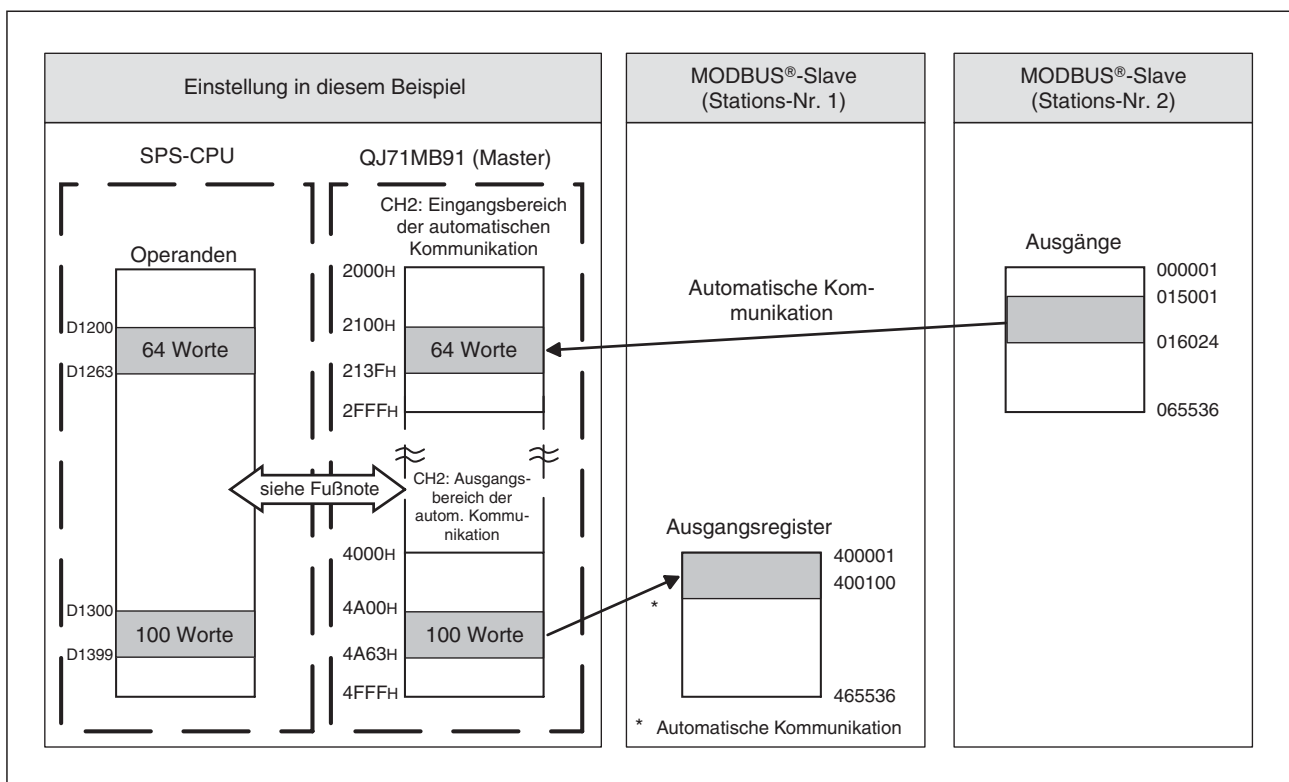 Einstellung in diesem Beispiel
SPS-CPU
Operanden
D1200
64 Worte
D1263
D1300
100 Worte
D1399
siehe Fußnote
QJ71MB91 (Master)
CH2: Eingangsbereich
der automatischen
Kommunikation
2000H
2100H
64 Worte
213FH
2FFFH
CH2: Ausgangs-
bereich der
autom. Kommu-
nikation
4000H
4A00H
100 Worte
4A63H
4FFFH
MODBUS®-Slave
(Stations-Nr. 1)
Automatische Kom-
munikation
Ausgangsregister
400001
400100
*
465536
* Automatische Kommunikation
MODBUS®-Slave
(Stations-Nr. 2)
Ausgänge
000001
015001
016024
065536